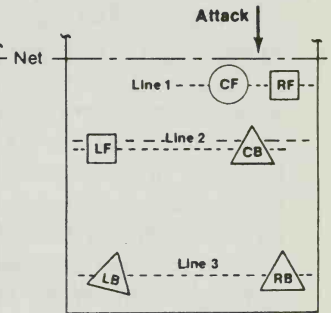 Attack
Net
Line 1
CF
RF
Line 2
LF
CB
Line 3
LB
RB